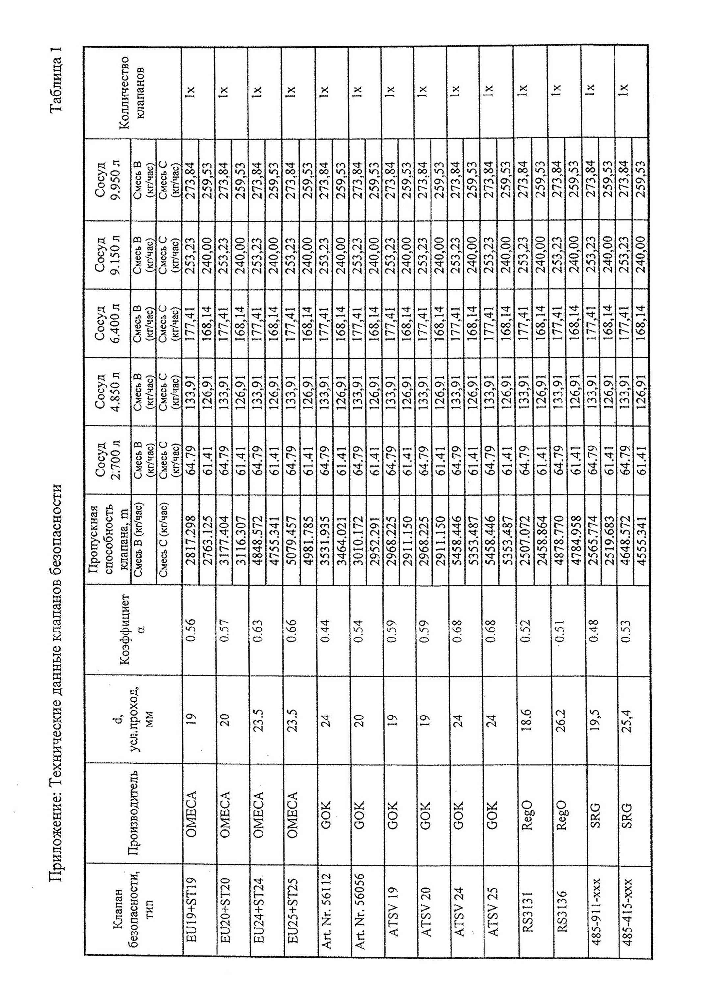 Приложение: Технические данные клапанов безопасности
Таблица 1
Клапан безопасности, тип | Производитель | d, усл.проход, мм | Коэффициет α | Пропускная способность клапана, m | Сосуд 2.700 л | Сосуд 4.850 л | Сосуд 6.400 л | Сосуд 9.150 л | Сосуд 9.950 л | Колличество клапанов
Смесь В (кг/час) | Смесь В (кг/час) | Смесь В (кг/час) | Смесь В (кг/час) | Смесь В (кг/час) | Смесь В (кг/час)
Смесь С (кг/час) | Смесь С (кг/час) | Смесь С (кг/час) | Смесь С (кг/час) | Смесь С (кг/час) | Смесь С (кг/час)
EU19+ST19 | OMECA | 19 | 0.56 | 2817.298 | 64.79 | 133,91 | 177,41 | 253,23 | 273,84 | 1x
2763.125 | 61.41 | 126,91 | 168,14 | 240,00 | 259,53
EU20+ST20 | OMECA | 20 | 0.57 | 3177.404 | 64.79 | 133,91 | 177,41 | 253,23 | 273,84 | 1x
3116.307 | 61.41 | 126,91 | 168,14 | 240,00 | 259,53
EU24+ST24 | OMECA | 23.5 | 0.63 | 4848.572 | 64.79 | 133,91 | 177,41 | 253,23 | 273,84 | 1x
4755.341 | 61.41 | 126,91 | 168,14 | 240,00 | 259,53
EU25+ST25 | OMECA | 23.5 | 0.66 | 5079.457 | 64.79 | 133,91 | 177,41 | 253,23 | 273,84 | 1x
4981.785 | 61.41 | 126,91 | 168,14 | 240,00 | 259,53
Art. Nr. 56112 | GOK | 24 | 0.44 | 3531.935 | 64.79 | 133,91 | 177,41 | 253,23 | 273,84 | 1x
3464.021 | 61.41 | 126,91 | 168,14 | 240,00 | 259,53
Art. Nr. 56056 | GOK | 20 | 0.54 | 3010.172 | 64.79 | 133,91 | 177,41 | 253,23 | 273,84 | 1x
2952.291 | 61.41 | 126,91 | 168,14 | 240,00 | 259,53
ATSV 19 | GOK | 19 | 0.59 | 2968.225 | 64.79 | 133,91 | 177,41 | 253,23 | 273,84 | 1x
2911.150 | 61.41 | 126,91 | 168,14 | 240,00 | 259,53
ATSV 20 | GOK | 19 | 0.59 | 2968.225 | 64.79 | 133,91 | 177,41 | 253,23 | 273,84 | 1x
2911.150 | 61.41 | 126,91 | 168,14 | 240,00 | 259,53
ATSV 24 | GOK | 24 | 0.68 | 5458.446 | 64.79 | 133,91 | 177,41 | 253,23 | 273,84 | 1x
5353.487 | 61.41 | 126,91 | 168,14 | 240,00 | 259,53
ATSV 25 | GOK | 24 | 0.68 | 5458.446 | 64.79 | 133,91 | 177,41 | 253,23 | 273,84 | 1x
5353.487 | 61.41 | 126,91 | 168,14 | 240,00 | 259,53
RS3131 | RegO | 18.6 | 0.52 | 2507.072 | 64.79 | 133,91 | 177,41 | 253,23 | 273,84 | 1x
2458.864 | 61.41 | 126,91 | 168,14 | 240,00 | 259,53
RS3136 | RegO | 26.2 | 0.51 | 4878.770 | 64.79 | 133,91 | 177,41 | 253,23 | 273,84 | 1x
4784.958 | 61.41 | 126,91 | 168,14 | 240,00 | 259,53
485-911-xxx | SRG | 19,5 | 0.48 | 2565.774 | 64.79 | 133,91 | 177,41 | 253,23 | 273,84 | 1x
2519.683 | 61.41 | 126,91 | 168,14 | 240,00 | 259,53
485-415-xxx | SRG | 25,4 | 0.53 | 4648.572 | 64.79 | 133,91 | 177,41 | 253,23 | 273,84 | 1x
4555.341 | 61.41 | 126,91 | 168,14 | 240,00 | 259,53